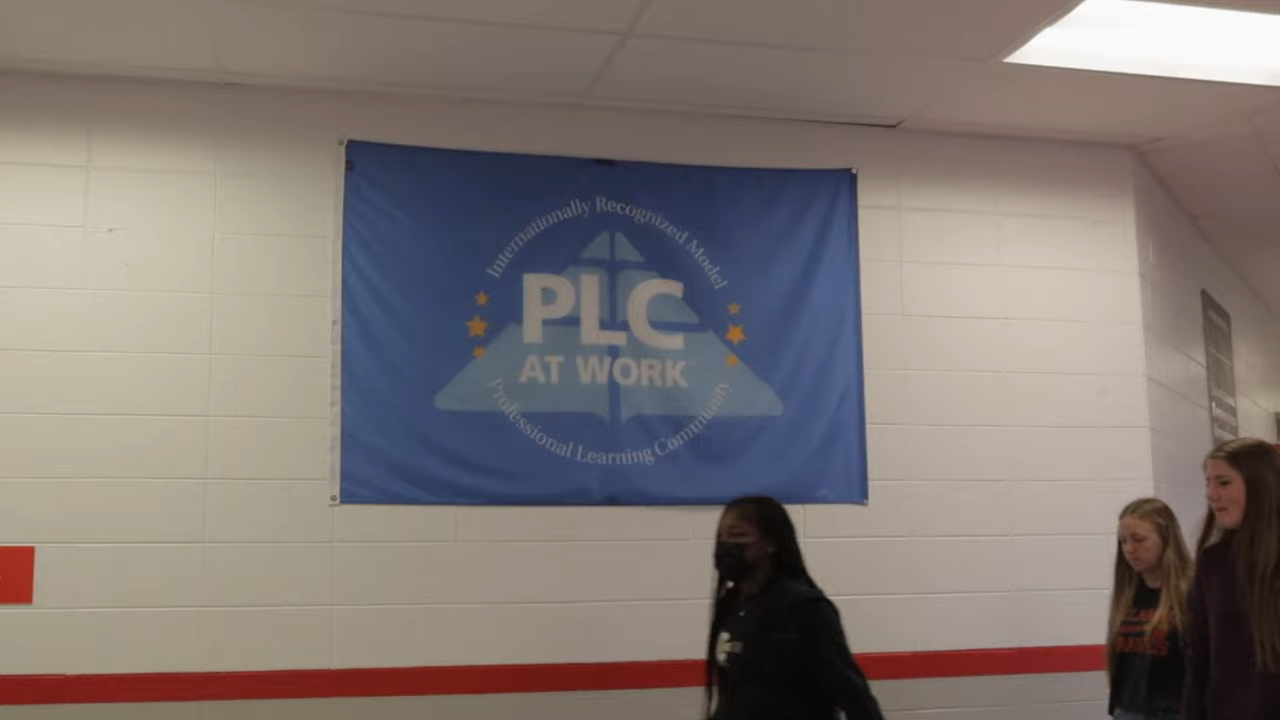 Internationally Recognized Model
PLC
AT WORK
Professional Learning Community